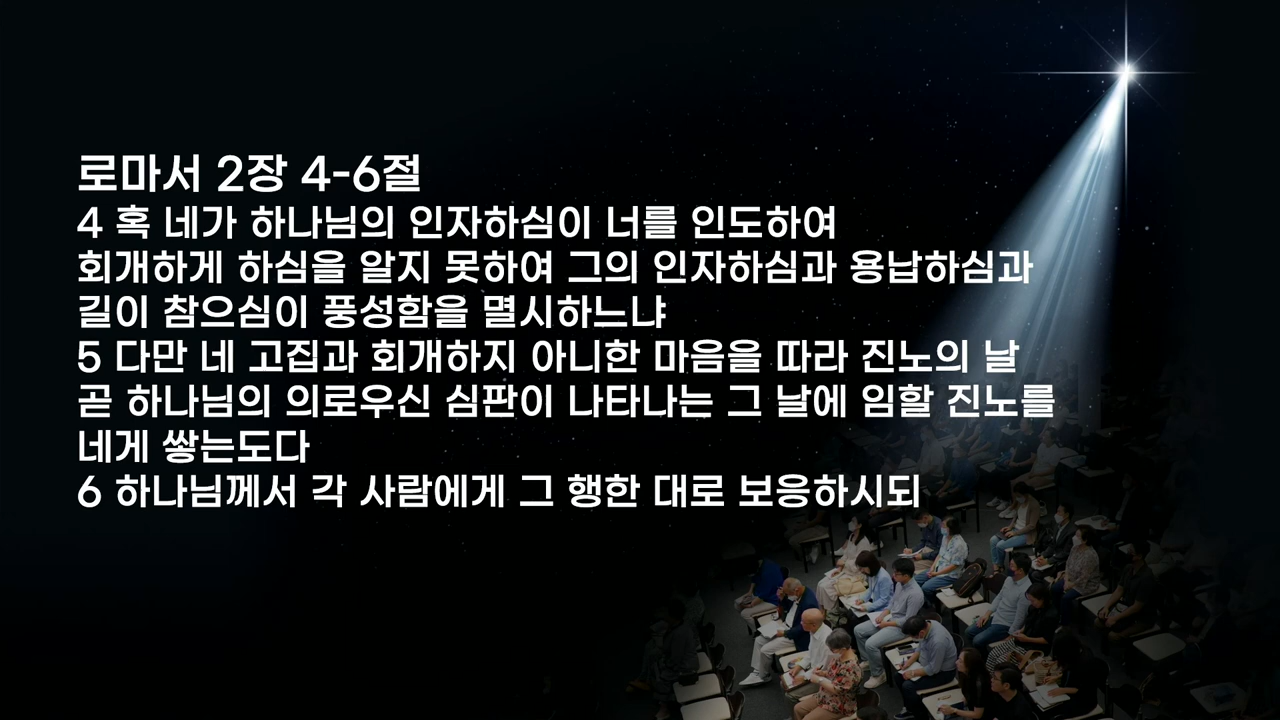 로마서 2장 4-6절
4 혹 네가 하나님의 인자하심이 너를 인도하여
회개하게 하심을 알지 못하여 그의 인자하심과 용납하심과
길이 참으심이 풍성함을 멸시하느냐
5 다만 네 고집과 회개하지 아니한 마음을 따라 진노의 날
곧 하나님의 의로우신 심판이 나타나는 그 날에 임할 진노를
네게 쌓는도다
6 하나님께서 각 사람에게 그 행한 대로 보응하시되